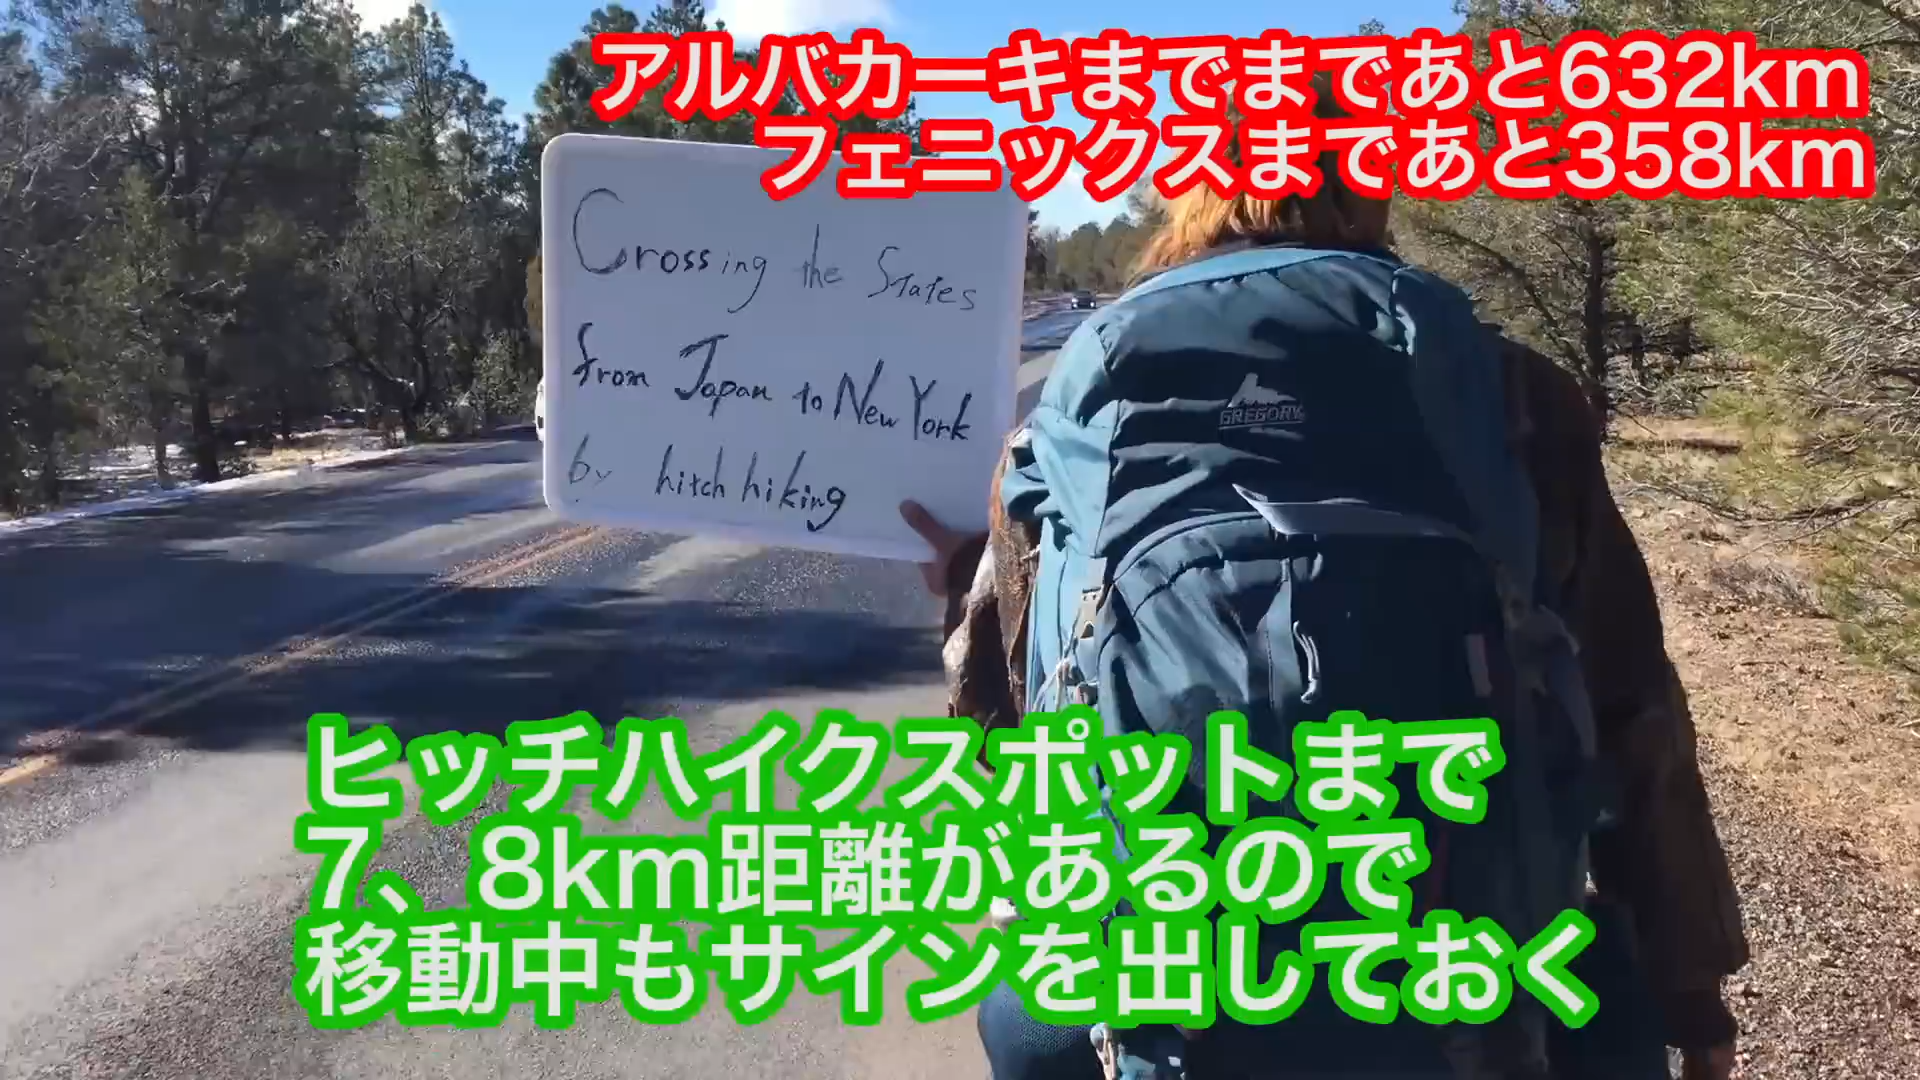 アルバカーキまでまであと632km
フェニックスまであと358km
Crossing the States
from Japan to New York
by hitch hiking
GREGORY
ヒッチハイクスポットまで
7、8km距離があるので
移動中もサインを出しておく